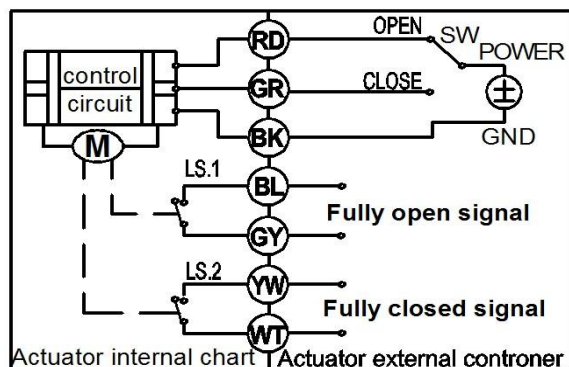 RD OPEN SW POWER
control GR CLOSE
circuit
BK GND
M
LS.1 BL
Fully open signal
GY
LS.2 YW
Fully closed signal
WT
Actuator internal chart Actuator external controner